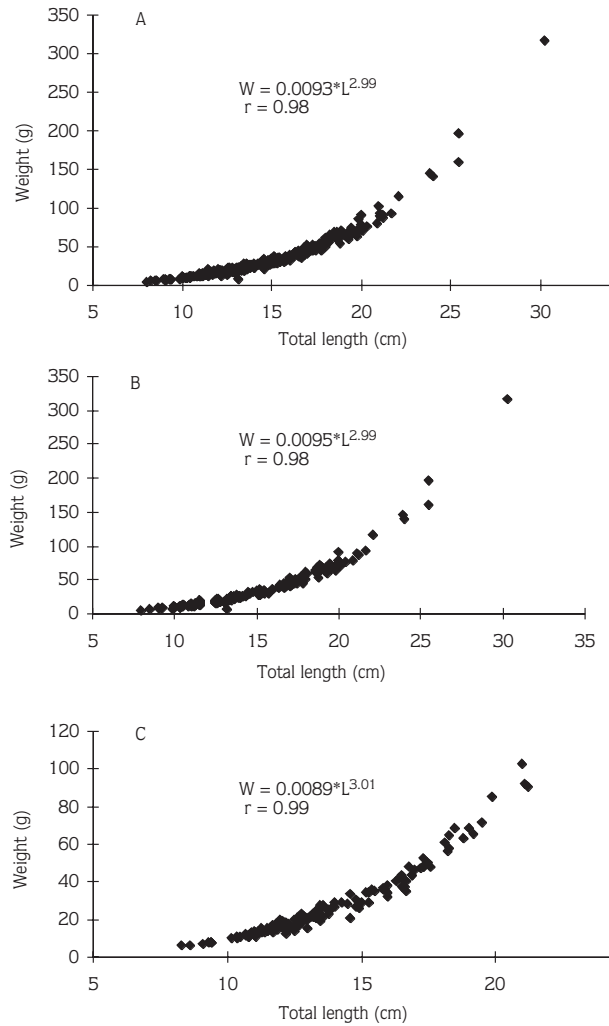 A
350
300
250
200
150
100
50
0
Weight (g)
W = 0.0093*L^2.99
r = 0.98
5 10 15 20 25 30
Total length (cm)
B
350
300
250
200
150
100
50
0
Weight (g)
W = 0.0095*L^2.99
r = 0.98
5 10 15 20 25 30 35
Total length (cm)
C
120
100
80
60
40
20
0
Weight (g)
W = 0.0089*L^3.01
r = 0.99
5 10 15 20
Total length (cm)